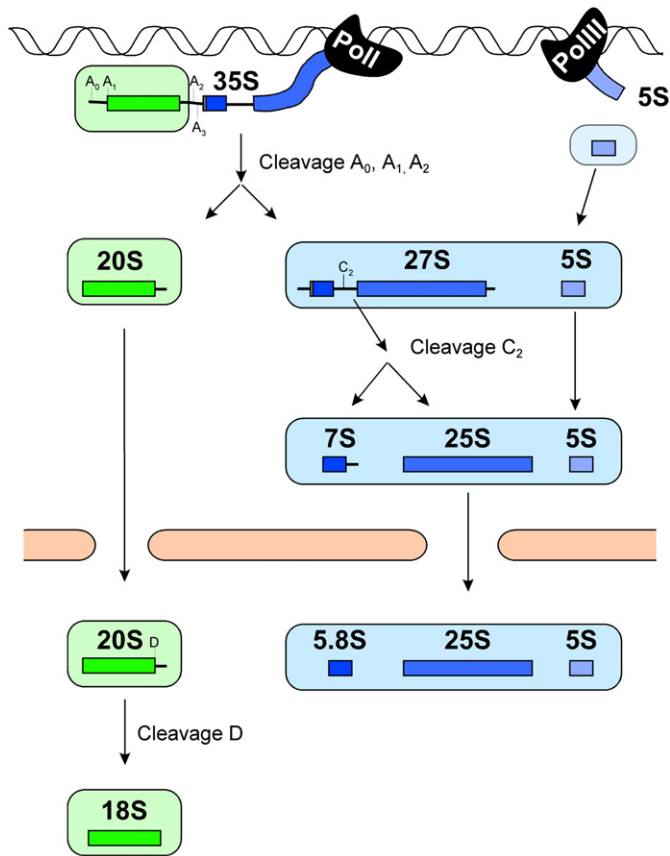 PolI
PolIII
35S
5S
A₀ A₁
A₂
A₃
Cleavage A₀, A₁, A₂
20S
27S
5S
C₂
Cleavage C₂
7S
25S
5S
20S
D
5.8S
25S
5S
Cleavage D
18S